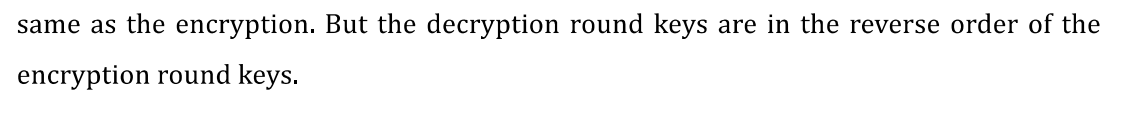 same as the encryption. But the decryption round keys are in the reverse order of the
encryption round keys.